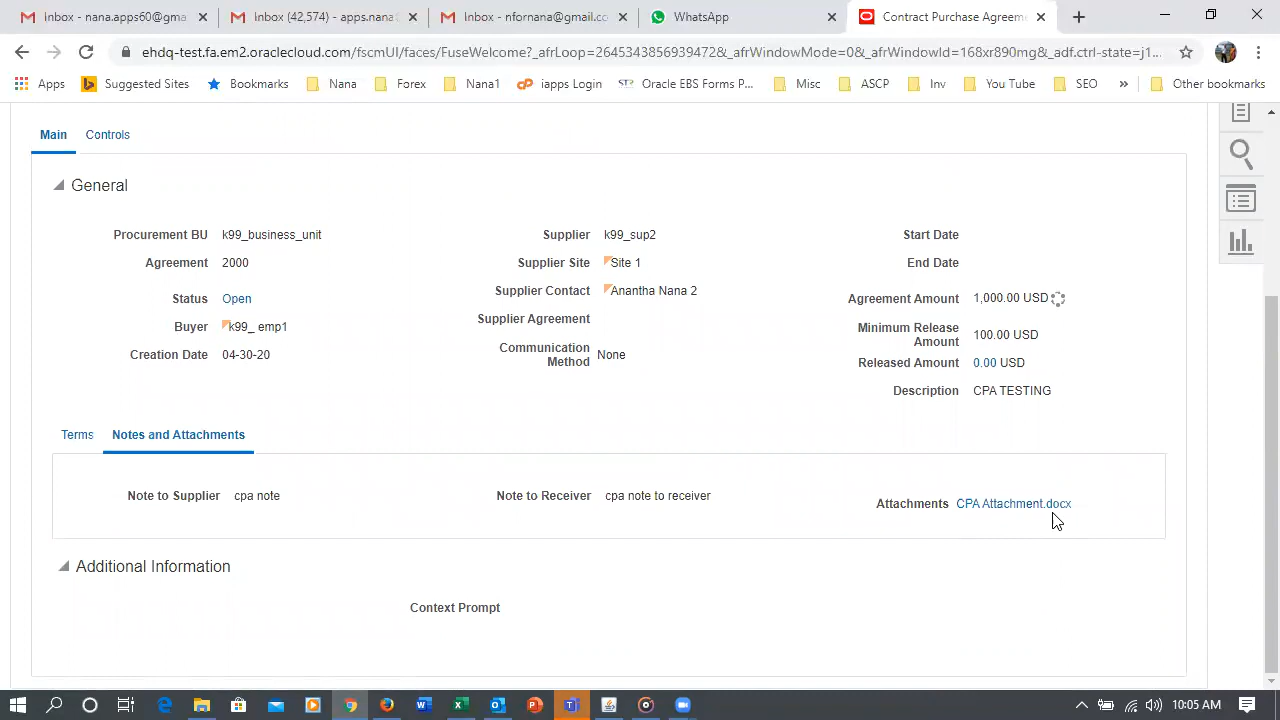 Inbox - nana.apps60@gma
Inbox (42,574) - apps.nana
Inbox - nfornana@gmail.co
WhatsApp
Contract Purchase Agreeme
ehdq-test.fa.em2.oraclecloud.com/fscmUI/faces/FuseWelcome?_afrLoop=2645343856939472&_afrWindowMode=0&_afrWindowId=168xr890mg&_adf.ctrl-state=j1...
Apps
Suggested Sites
Bookmarks
Nana
Forex
Nana1
iapps Login
Oracle EBS Forms P...
Misc
ASCP
Inv
You Tube
SEO
»
Other bookmarks
Main
Controls
General
Procurement BU k99_business_unit
Agreement 2000
Status Open
Buyer k99_ emp1
Creation Date 04-30-20
Supplier k99_sup2
Supplier Site Site 1
Supplier Contact Anantha Nana 2
Supplier Agreement
Communication
Method None
Start Date
End Date
Agreement Amount 1,000.00 USD
Minimum Release
Amount 100.00 USD
Released Amount 0.00 USD
Description CPA TESTING
Terms
Notes and Attachments
Note to Supplier cpa note
Note to Receiver cpa note to receiver
Attachments CPA Attachment.docx
Additional Information
Context Prompt
10:05 AM